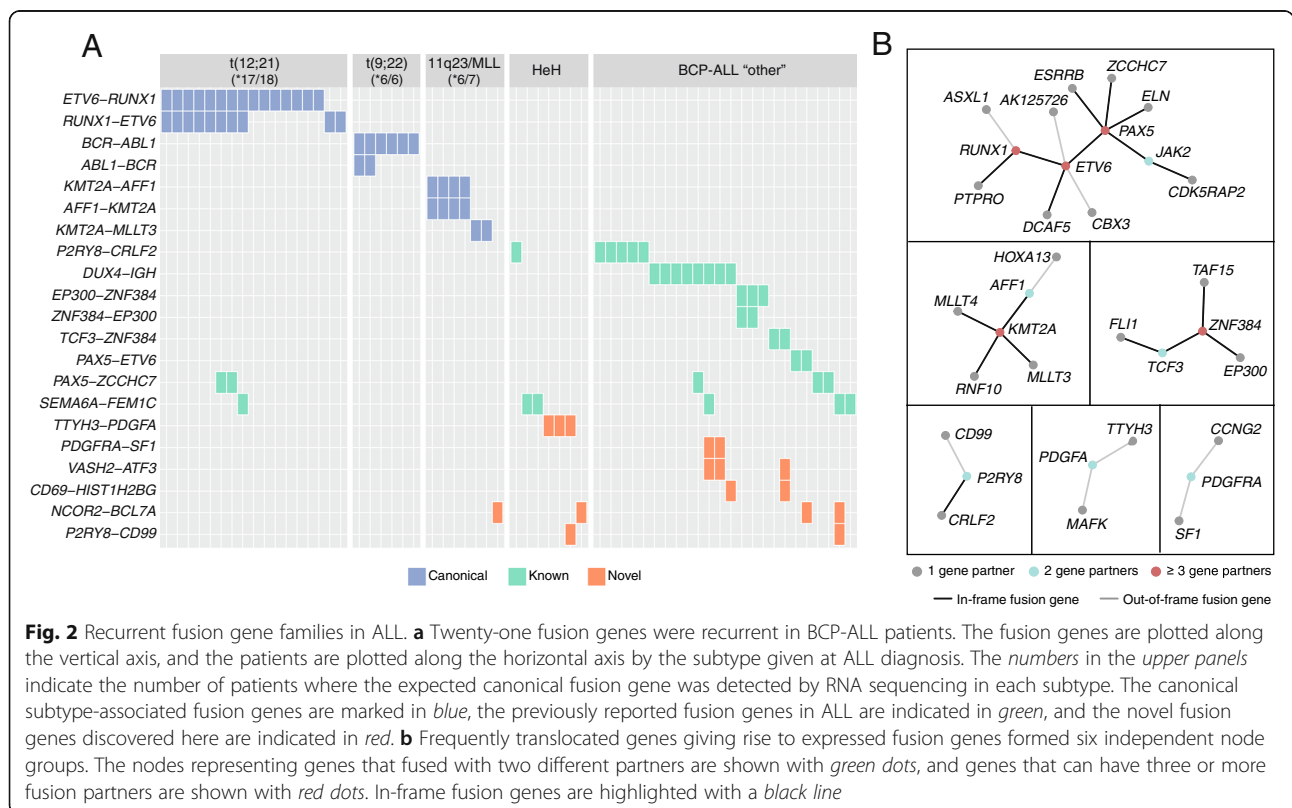 A
t(12;21)
(*17/18)
t(9;22)
(*6/6)
11q23/MLL
(*6/7)
HeH
BCP-ALL "other"
ETV6–RUNX1
RUNX1–ETV6
BCR–ABL1
ABL1–BCR
KMT2A–AFF1
AFF1–KMT2A
KMT2A–MLLT3
P2RY8–CRLF2
DUX4–IGH
EP300–ZNF384
ZNF384–EP300
TCF3–ZNF384
PAX5–ETV6
PAX5–ZCCHC7
SEMA6A–FEM1C
TTYH3–PDGFA
PDGFRA–SF1
VASH2–ATF3
CD69–HIST1H2BG
NCOR2–BCL7A
P2RY8–CD99
Canonical
Known
Novel
B
ZCCHC7
ESRRB
ASXL1
AK125726
ELN
PAX5
RUNX1
JAK2
ETV6
PTPRO
CDK5RAP2
DCAF5
CBX3
HOXA13
AFF1
MLLT4
KMT2A
RNF10
MLLT3
TAF15
FLI1
ZNF384
TCF3
EP300
CD99
P2RY8
CRLF2
TTYH3
PDGFA
MAFK
CCNG2
PDGFRA
SF1
1 gene partner
2 gene partners
≥ 3 gene partners
In-frame fusion gene
Out-of-frame fusion gene
Fig. 2 Recurrent fusion gene families in ALL. a Twenty-one fusion genes were recurrent in BCP-ALL patients. The fusion genes are plotted along
the vertical axis, and the patients are plotted along the horizontal axis by the subtype given at ALL diagnosis. The numbers in the upper panels
indicate the number of patients where the expected canonical fusion gene was detected by RNA sequencing in each subtype. The canonical
subtype-associated fusion genes are marked in blue, the previously reported fusion genes in ALL are indicated in green, and the novel fusion
genes discovered here are indicated in red. b Frequently translocated genes giving rise to expressed fusion genes formed six independent node
groups. The nodes representing genes that fused with two different partners are shown with green dots, and genes that can have three or more
fusion partners are shown with red dots. In-frame fusion genes are highlighted with a black line